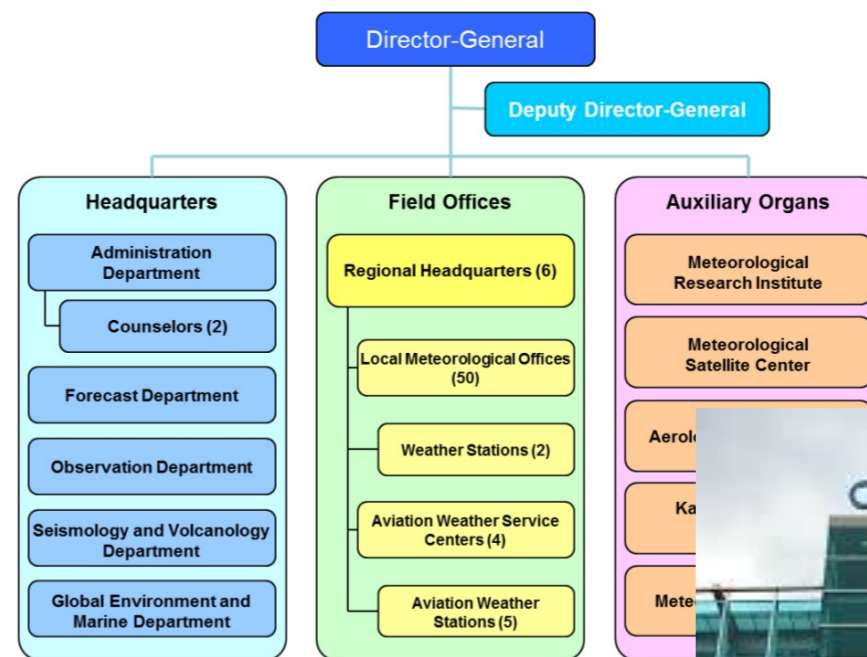 Director-General
Deputy Director-General
Headquarters
Administration
Department
Counselors (2)
Forecast Department
Observation Department
Seismology and Volcanology
Department
Global Environment and
Marine Department
Field Offices
Regional Headquarters (6)
Local Meteorological Offices
(50)
Weather Stations (2)
Aviation Weather Service
Centers (4)
Aviation Weather
Stations (5)
Auxiliary Organs
Meteorological
Research Institute
Meteorological
Satellite Center